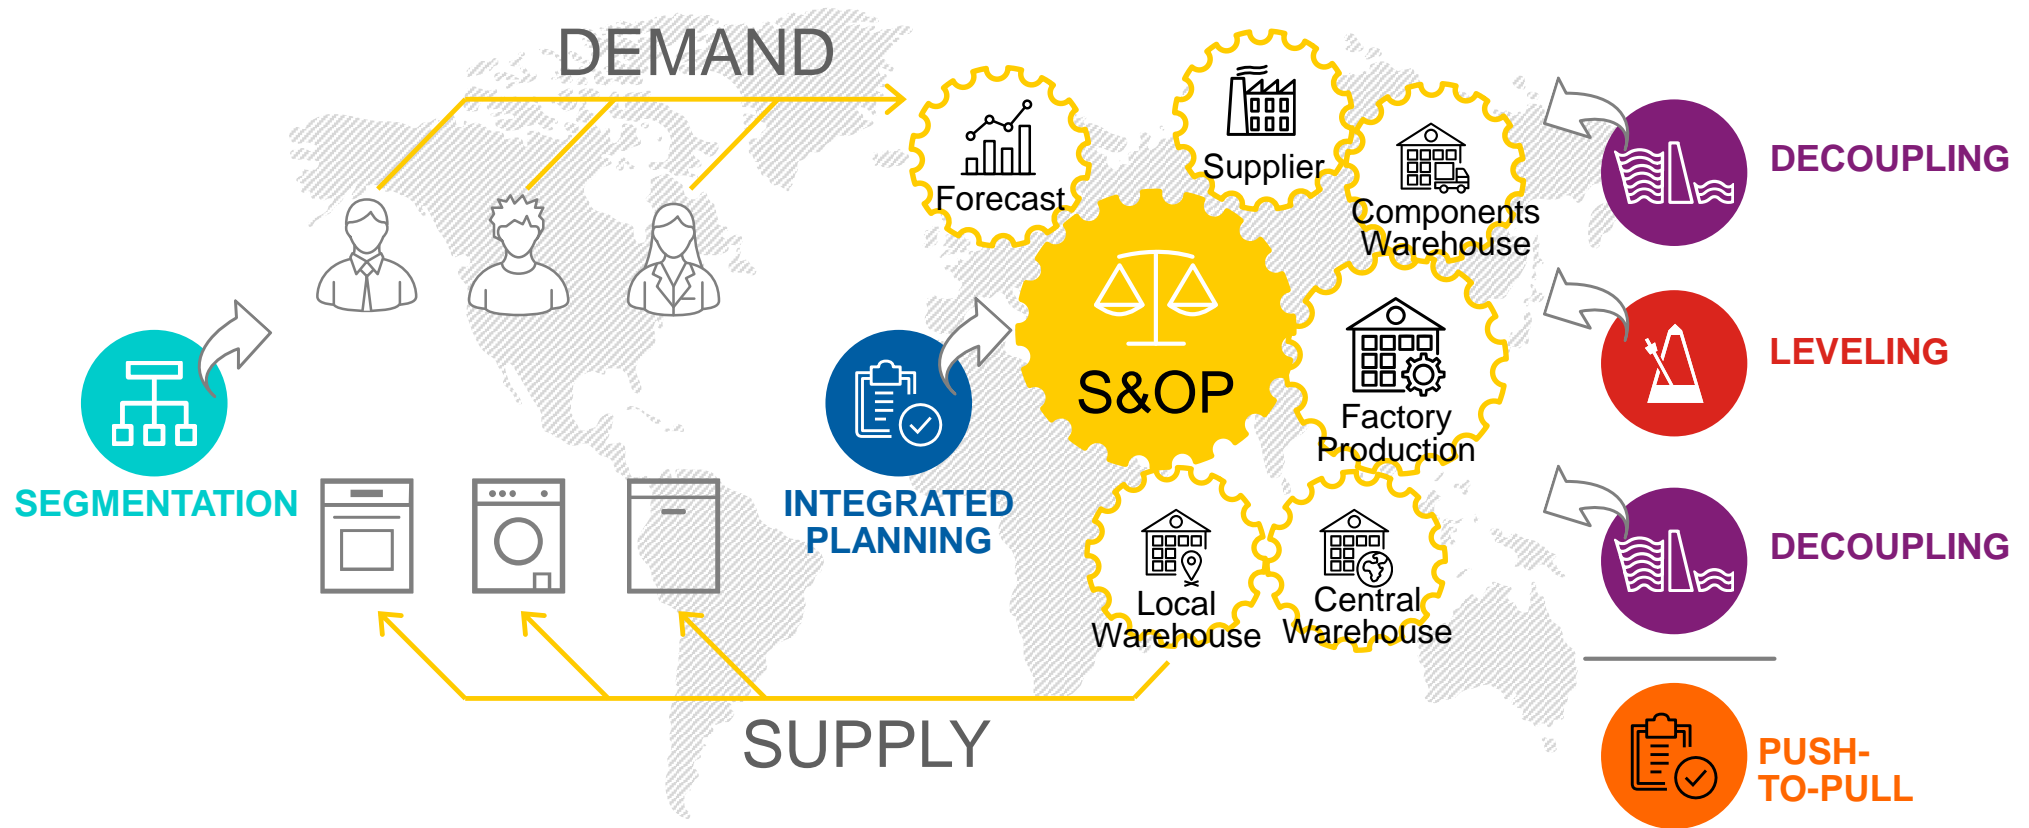 DEMAND
Forecast
Supplier
Components
Warehouse
DECOUPLING
SEGMENTATION
INTEGRATED
PLANNING
S&OP
Factory
Production
LEVELING
Local
Warehouse
Central
Warehouse
DECOUPLING
SUPPLY
PUSH-
TO-PULL